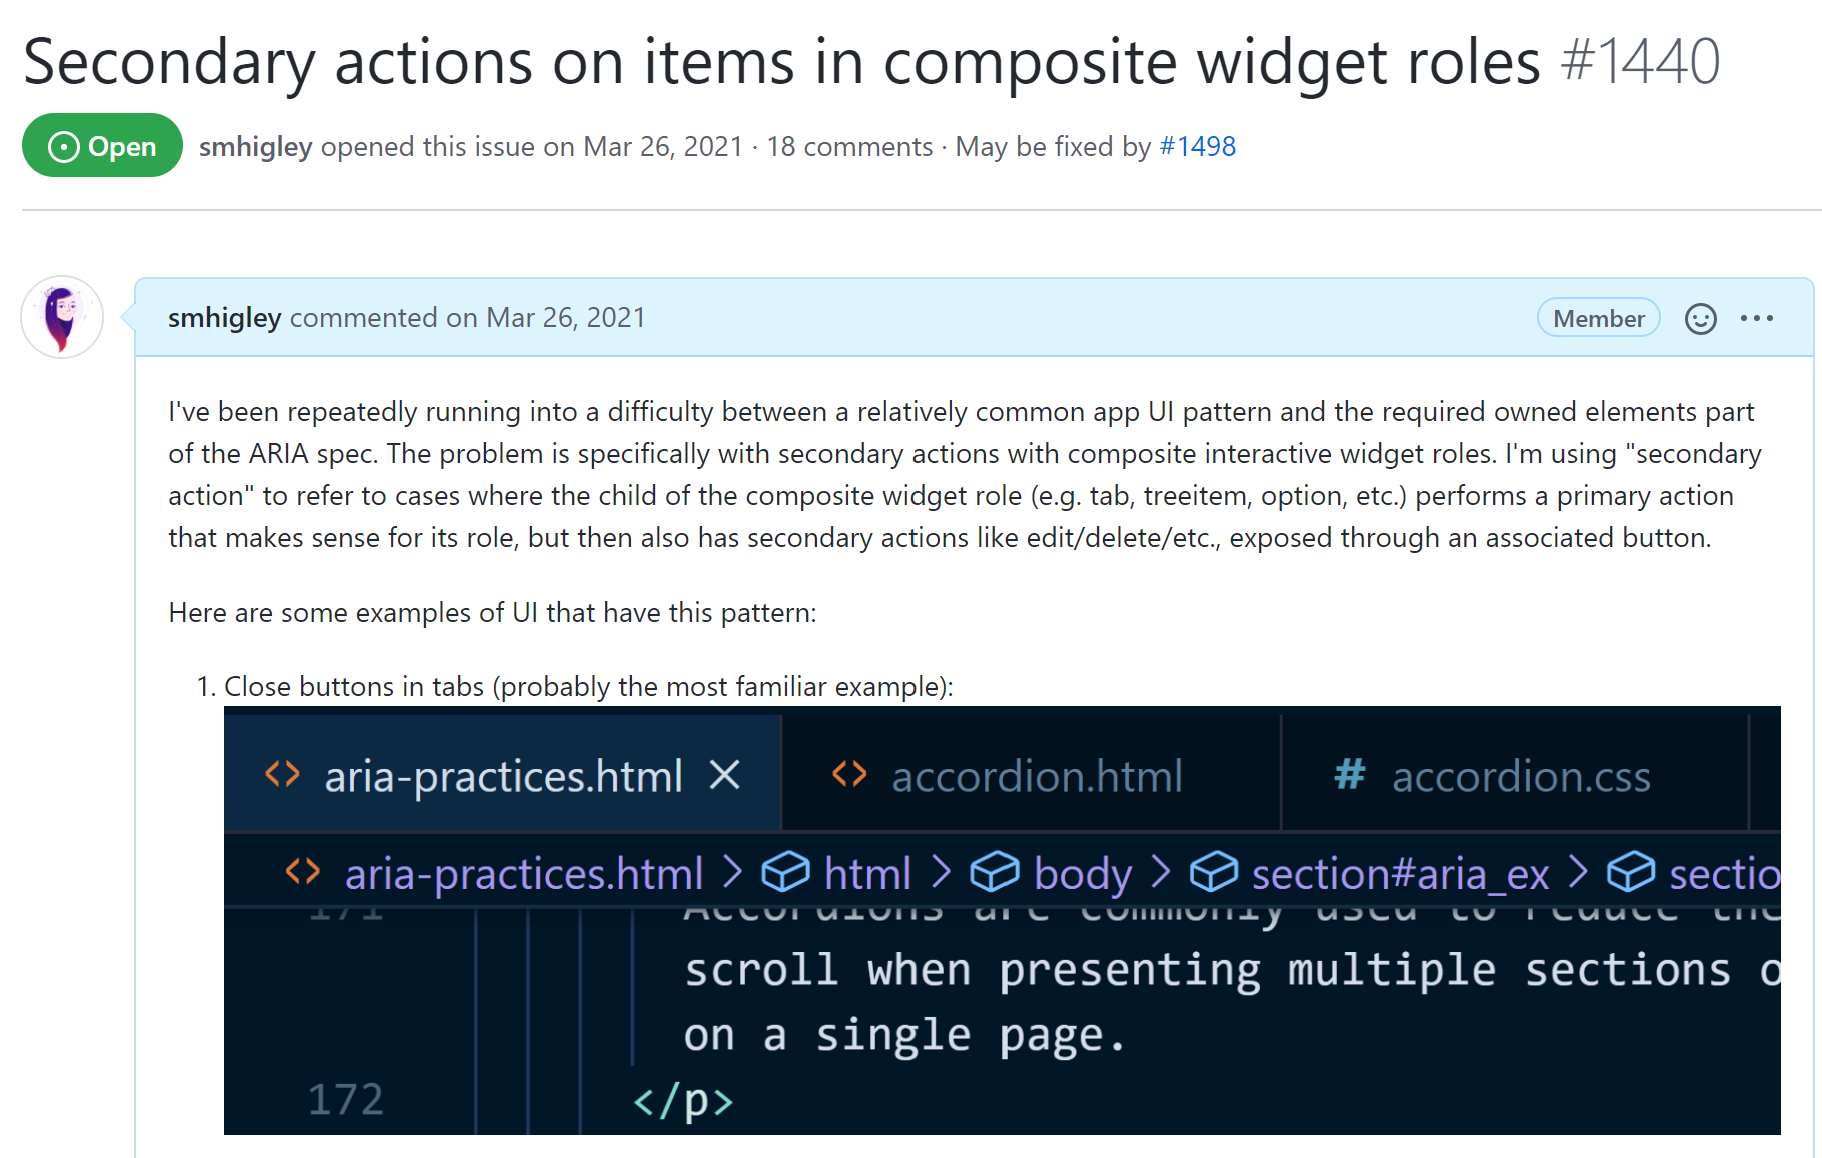 Secondary actions on items in composite widget roles #1440
Open smhigley opened this issue on Mar 26, 2021 · 18 comments · May be fixed by #1498
smhigley commented on Mar 26, 2021 Member
I've been repeatedly running into a difficulty between a relatively common app UI pattern and the required owned elements part
of the ARIA spec. The problem is specifically with secondary actions with composite interactive widget roles. I'm using "secondary
action" to refer to cases where the child of the composite widget role (e.g. tab, treeitem, option, etc.) performs a primary action
that makes sense for its role, but then also has secondary actions like edit/delete/etc., exposed through an associated button.
Here are some examples of UI that have this pattern:
1. Close buttons in tabs (probably the most familiar example):
<> aria-practices.html × <> accordion.html # accordion.css
<> aria-practices.html > html > body > section#aria_ex > sectio
171 Accordions are commonly used to reduce the
scroll when presenting multiple sections o
on a single page.
172 </p>